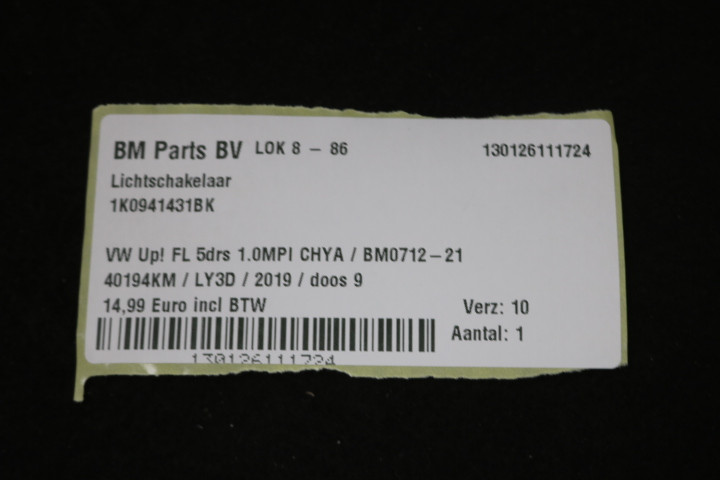 BM Parts BV LOK 8 - 86 130126111724
Lichtschakelaar
1K0941431BK
VW Up! FL 5drs 1.0MPI CHYA / BM0712-21
40194KM / LY3D / 2019 / doos 9
14,99 Euro incl BTW Verz: 10
Aantal: 1
130126111724